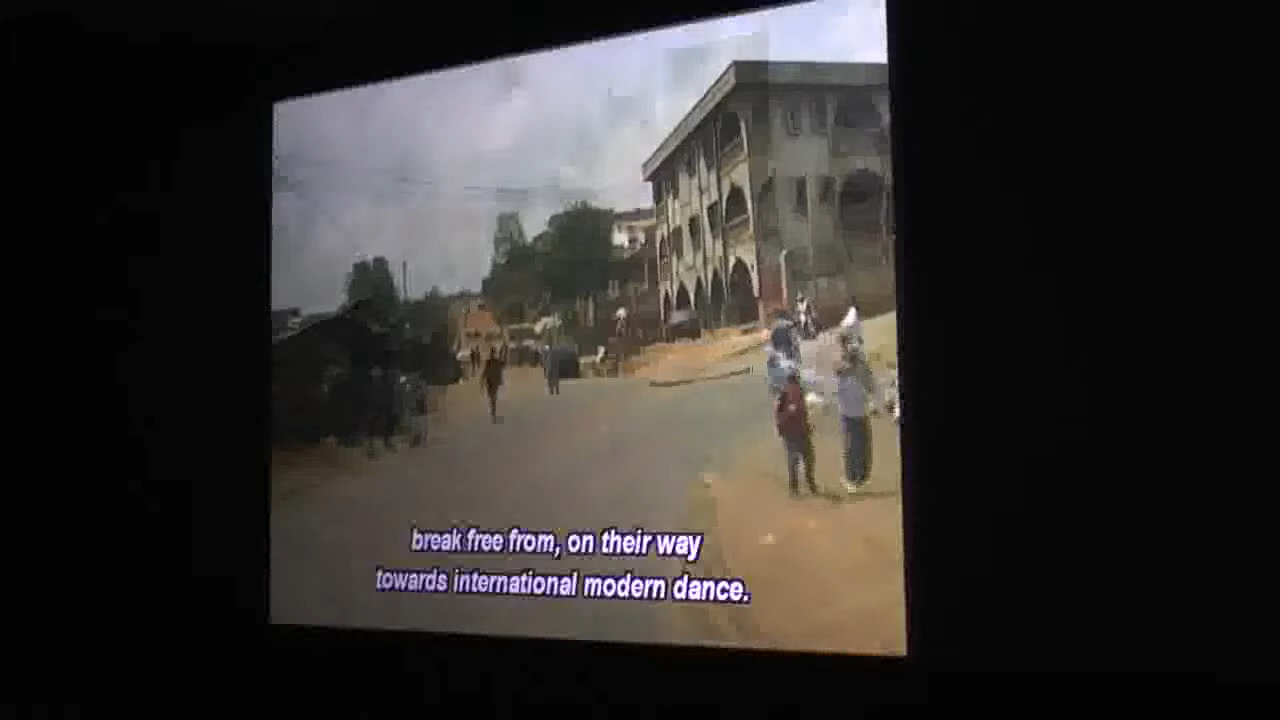 break free from, on their way
towards international modern dance.